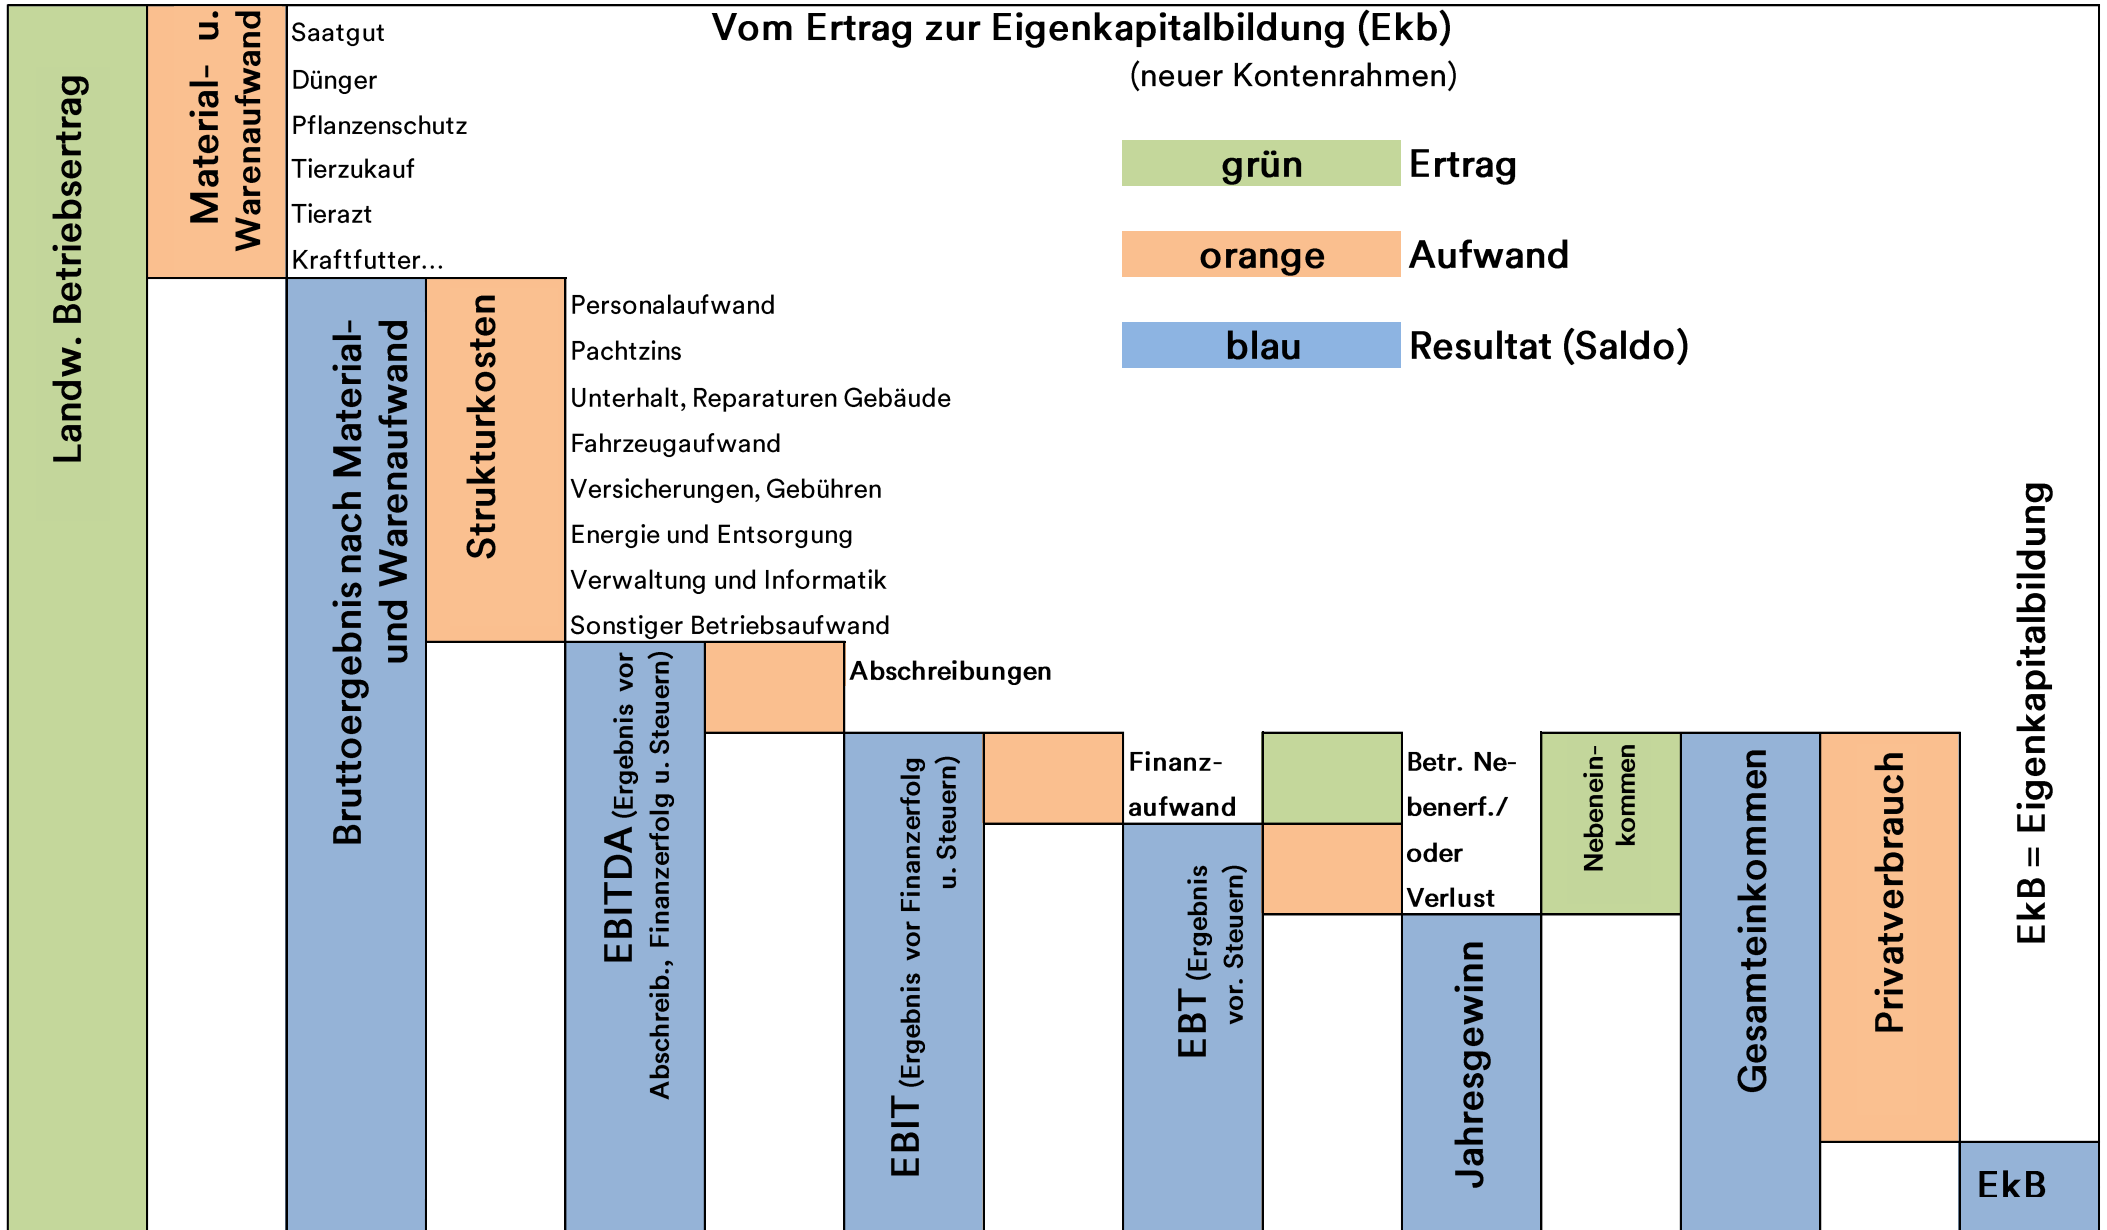 Vom Ertrag zur Eigenkapitalbildung (Ekb)
(neuer Kontenrahmen)
grün Ertrag
orange Aufwand
blau Resultat (Saldo)
Landw. Betriebsertrag
Material- u.
Warenaufwand
Saatgut
Dünger
Pflanzenschutz
Tierzukauf
Tierazt
Kraftfutter...
Bruttoergebnis nach Material-
und Warenaufwand
Strukturkosten
Personalaufwand
Pachtzins
Unterhalt, Reparaturen Gebäude
Fahrzeugaufwand
Versicherungen, Gebühren
Energie und Entsorgung
Verwaltung und Informatik
Sonstiger Betriebsaufwand
EBITDA (Ergebnis vor
Abschreib., Finanzerfolg u. Steuern)
Abschreibungen
EBIT (Ergebnis vor Finanzerfolg
u. Steuern)
Finanz-
aufwand
EBT (Ergebnis
vor. Steuern)
Betr. Ne-
benerf./
oder
Verlust
Jahresgewinn
Nebenein-
kommen
Gesamteinkommen
Privatverbrauch
EkB = Eigenkapitalbildung
EkB